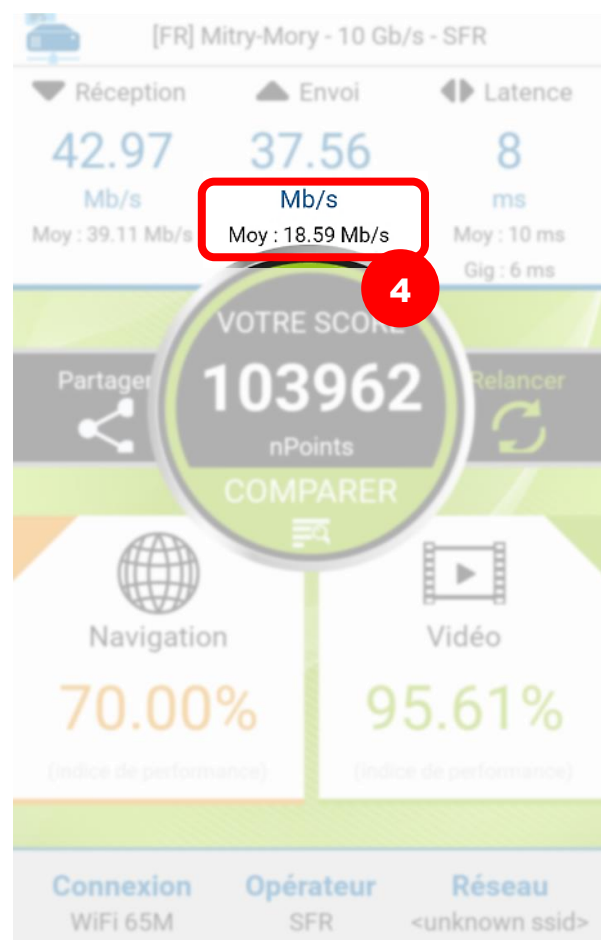 [FR] Mitry-Mory - 10 Gb/s - SFR
Réception Envoi Latence
42.97 37.56 8
Mb/s Mb/s ms
Moy : 39.11 Mb/s Moy : 18.59 Mb/s Moy : 10 ms
Gig : 6 ms
4
VOTRE SCORE
Partager 103962 Relancer
nPoints
COMPARER
Navigation Vidéo
70.00% 95.61%
(indice de performance) (indice de performance)
Connexion Opérateur Réseau
WiFi 65M SFR <unknown ssid>